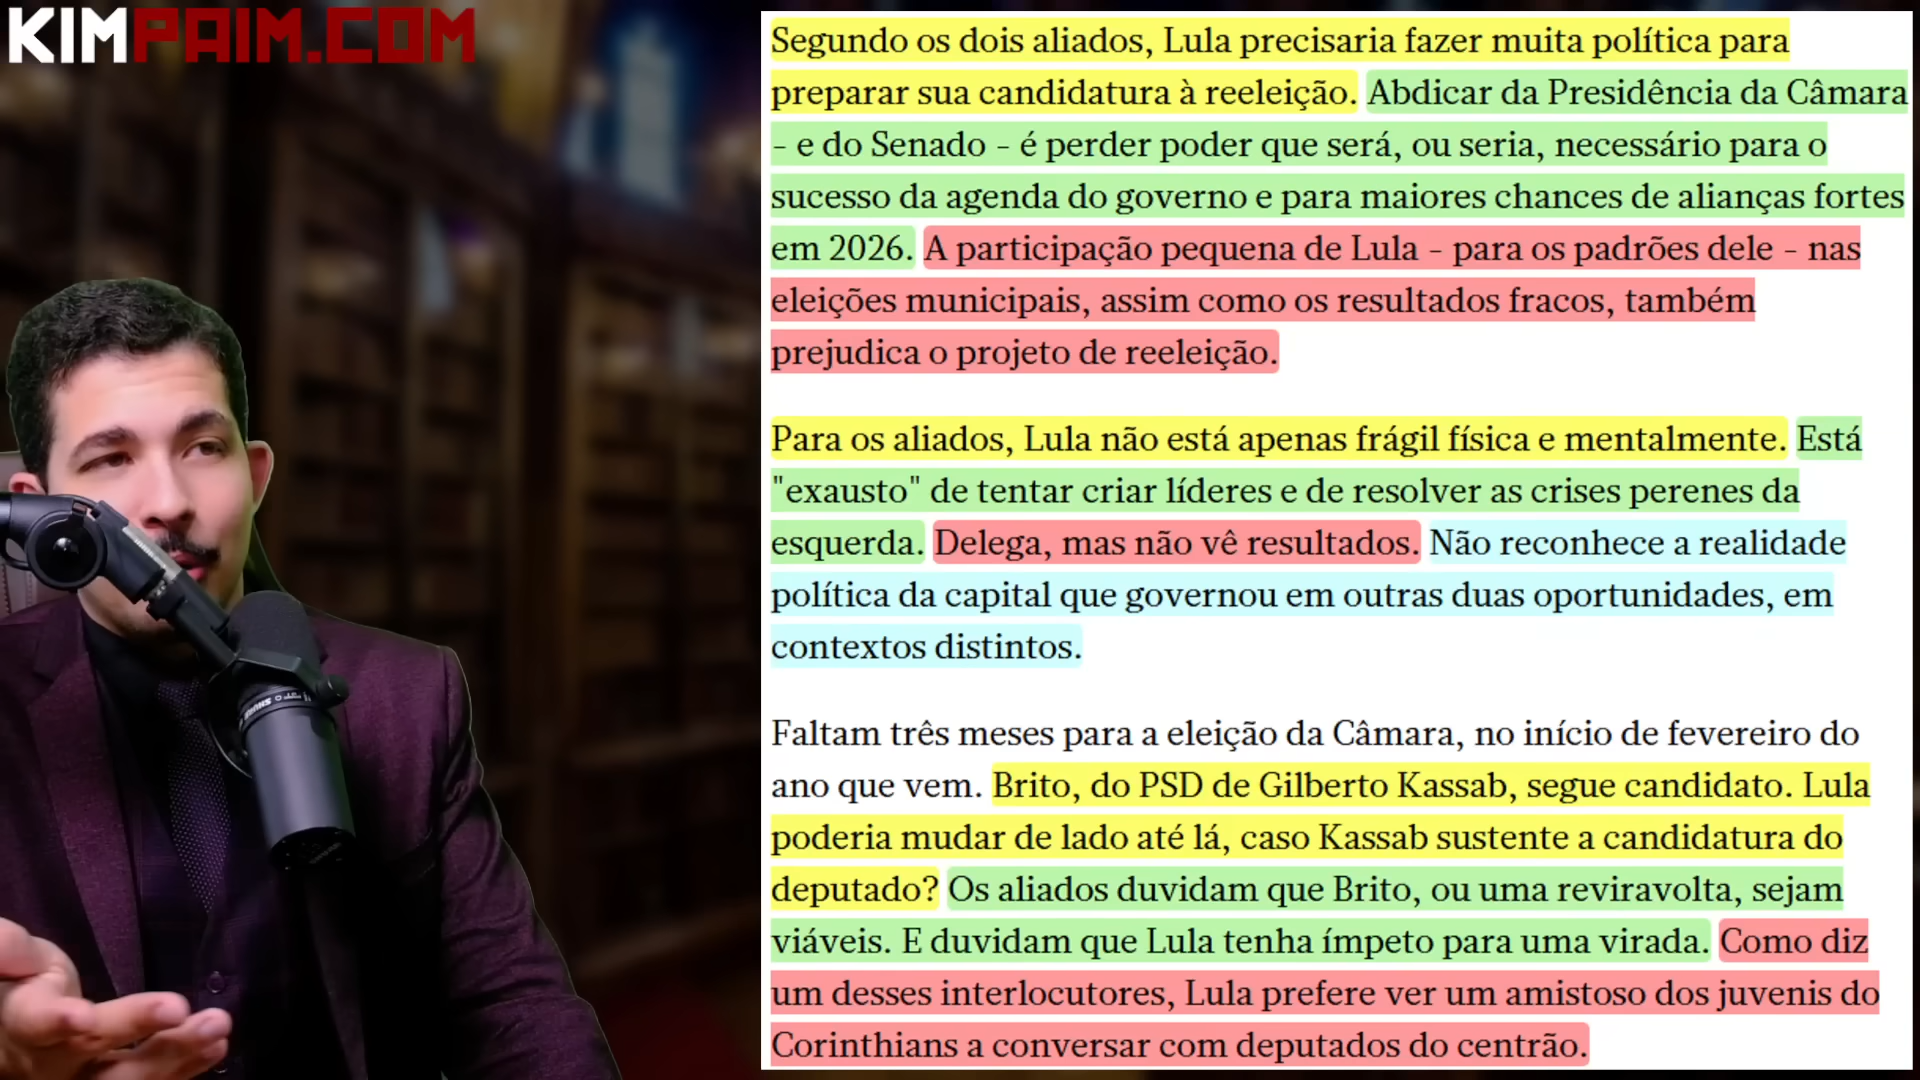 KIMPAIM.COM
Segundo os dois aliados, Lula precisaria fazer muita política para
preparar sua candidatura à reeleição. Abdicar da Presidência da Câmara
- e do Senado - é perder poder que será, ou seria, necessário para o
sucesso da agenda do governo e para maiores chances de alianças fortes
em 2026. A participação pequena de Lula - para os padrões dele - nas
eleições municipais, assim como os resultados fracos, também
prejudica o projeto de reeleição.
Para os aliados, Lula não está apenas frágil física e mentalmente. Está
"exausto" de tentar criar líderes e de resolver as crises perenes da
esquerda. Delega, mas não vê resultados. Não reconhece a realidade
política da capital que governou em outras duas oportunidades, em
contextos distintos.
Faltam três meses para a eleição da Câmara, no início de fevereiro do
ano que vem. Brito, do PSD de Gilberto Kassab, segue candidato. Lula
poderia mudar de lado até lá, caso Kassab sustente a candidatura do
deputado? Os aliados duvidam que Brito, ou uma reviravolta, sejam
viáveis. E duvidam que Lula tenha ímpeto para uma virada. Como diz
um desses interlocutores, Lula prefere ver um amistoso dos juvenis do
Corinthians a conversar com deputados do centrão.